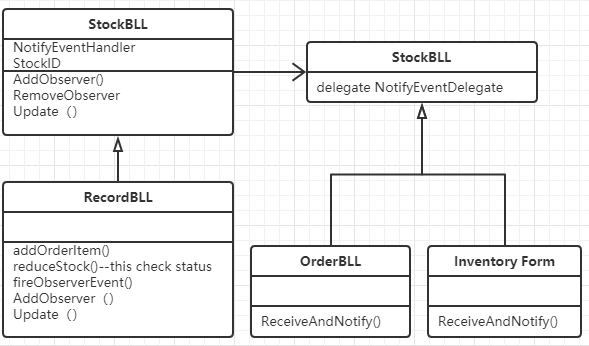 StockBLL
NotifyEventHandler
StockID
AddObserver()
RemoveObserver
Update（）
StockBLL
delegate NotifyEventDelegate
RecordBLL
addOrderItem()
reduceStock()--this check status
fireObserverEvent()
AddObserver（）
Update（）
OrderBLL
ReceiveAndNotify()
Inventory Form
ReceiveAndNotify()